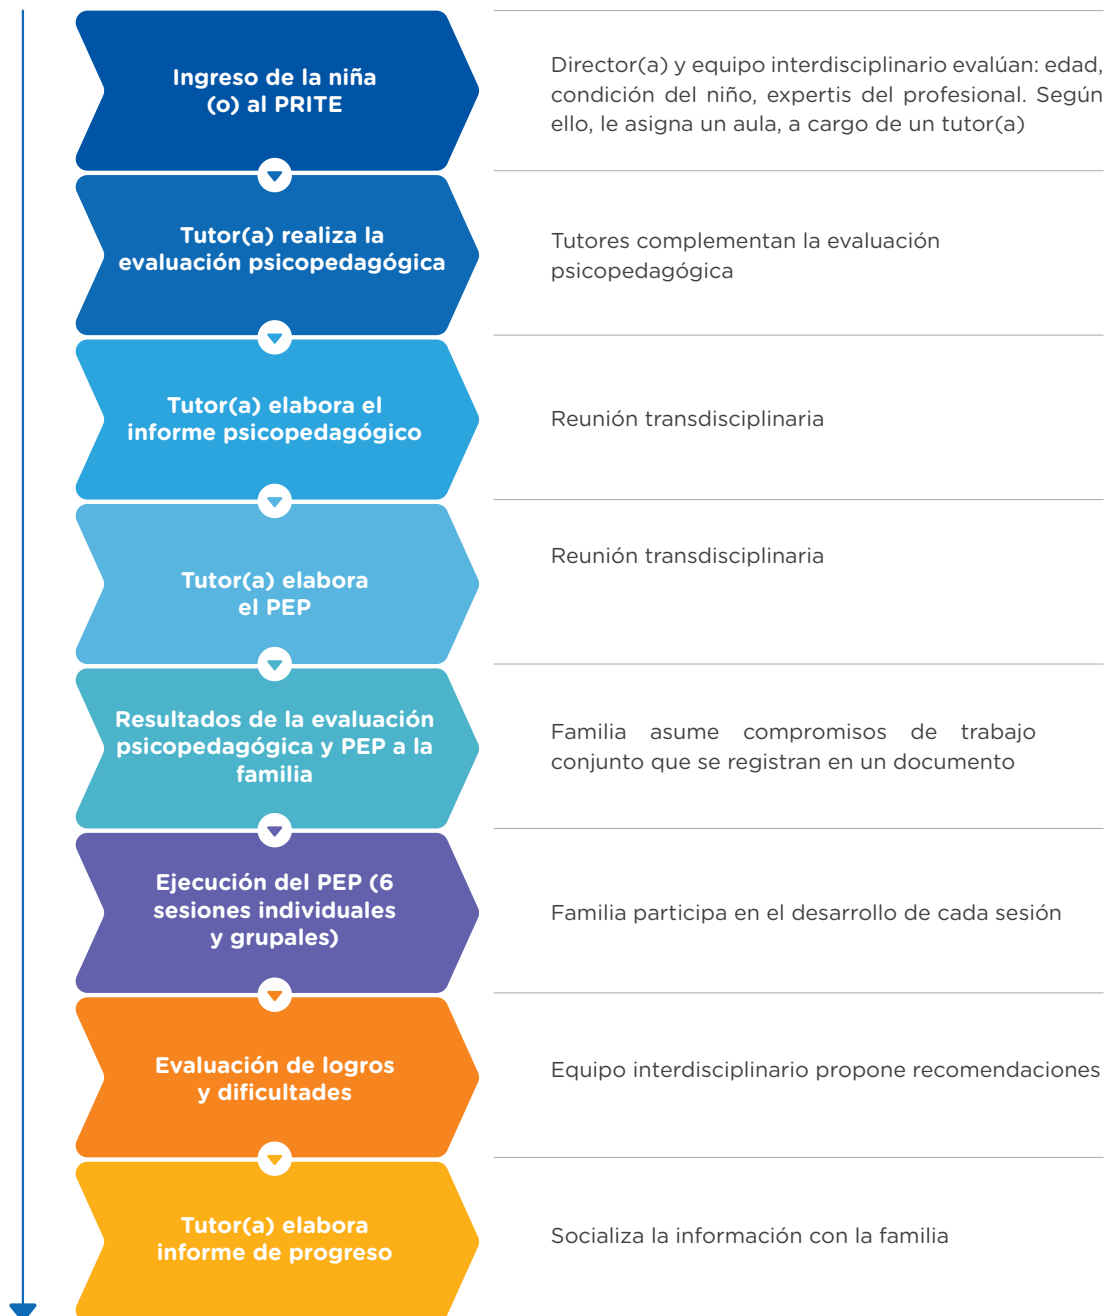 Ingreso de la niña
(o) al PRITE
Director(a) y equipo interdisciplinario evalúan: edad,
condición del niño, expertis del profesional. Según
ello, le asigna un aula, a cargo de un tutor(a)
Tutor(a) realiza la
evaluación psicopedagógica
Tutores complementan la evaluación
psicopedagógica
Tutor(a) elabora el
informe psicopedagógico
Reunión transdisciplinaria
Tutor(a) elabora
el PEP
Reunión transdisciplinaria
Resultados de la evaluación
psicopedagógica y PEP a la
familia
Familia asume compromisos de trabajo
conjunto que se registran en un documento
Ejecución del PEP (6
sesiones individuales
y grupales)
Familia participa en el desarrollo de cada sesión
Evaluación de logros
y dificultades
Equipo interdisciplinario propone recomendaciones
Tutor(a) elabora
informe de progreso
Socializa la información con la familia